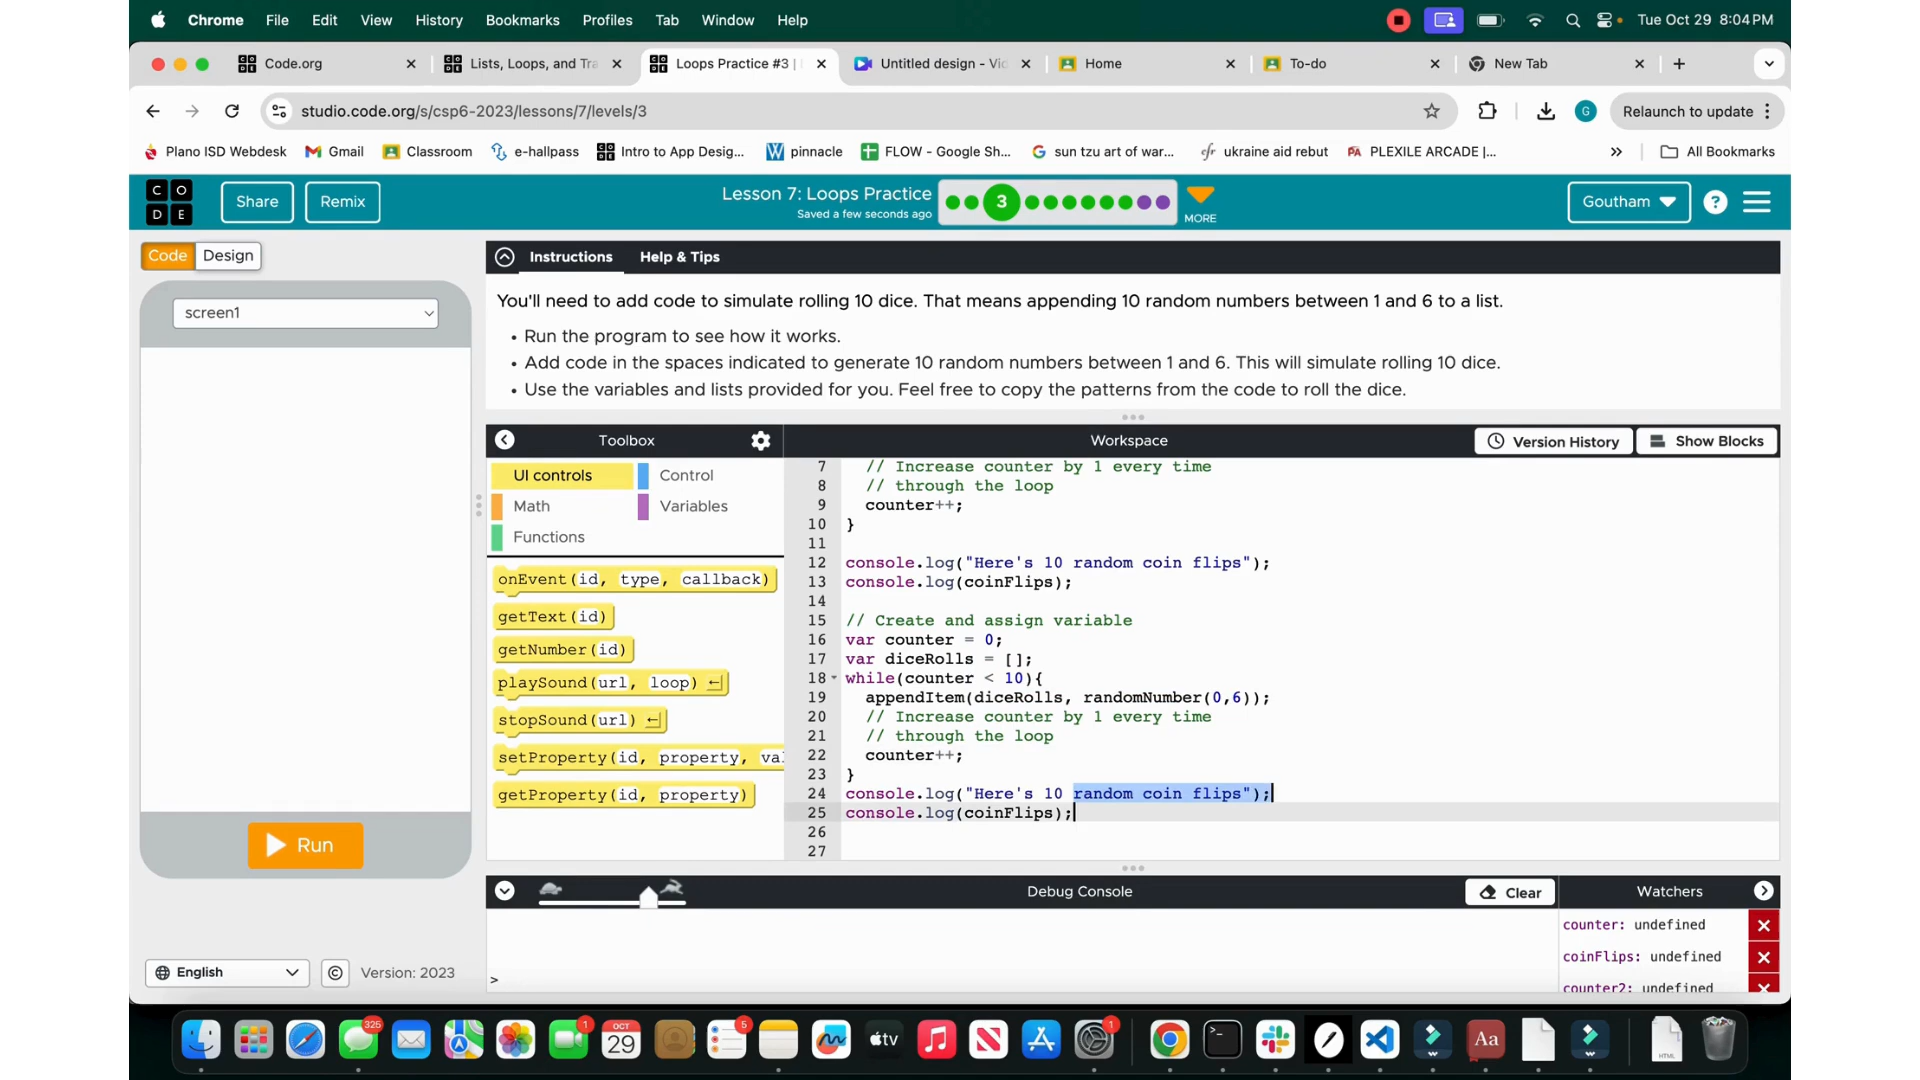 Chrome File Edit View History Bookmarks Profiles Tab Window Help Tue Oct 29 8:04 PM
Code.org Lists, Loops, and Tra Loops Practice #3 | Untitled design - Vid Home To-do New Tab
studio.code.org/s/csp6-2023/lessons/7/levels/3 G Relaunch to update
Plano ISD Webdesk Gmail Classroom e-hallpass Intro to App Desig... pinnacle FLOW - Google Sh... sun tzu art of war... cfr ukraine aid rebut PA PLEXILE ARCADE |... » All Bookmarks
C O D E Share Remix Lesson 7: Loops Practice 3 MORE Goutham ?
Saved a few seconds ago
Code Design
screen1
Run
English © Version: 2023
Instructions Help & Tips
You'll need to add code to simulate rolling 10 dice. That means appending 10 random numbers between 1 and 6 to a list.
• Run the program to see how it works.
• Add code in the spaces indicated to generate 10 random numbers between 1 and 6. This will simulate rolling 10 dice.
• Use the variables and lists provided for you. Feel free to copy the patterns from the code to roll the dice.
Toolbox Workspace Version History Show Blocks
UI controls Control
Math Variables
Functions
onEvent(id, type, callback)
getText(id)
getNumber(id)
playSound(url, loop)
stopSound(url)
setProperty(id, property, va
getProperty(id, property)
7 // Increase counter by 1 every time
8 // through the loop
9 counter++;
10 }
11
12 console.log("Here's 10 random coin flips");
13 console.log(coinFlips);
14
15 // Create and assign variable
16 var counter = 0;
17 var diceRolls = [];
18 while(counter < 10){
19 appendItem(diceRolls, randomNumber(0,6));
20 // Increase counter by 1 every time
21 // through the loop
22 counter++;
23 }
24 console.log("Here's 10 random coin flips");
25 console.log(coinFlips);
26
27
Debug Console Clear Watchers
>
counter: undefined
coinFlips: undefined
counter2: undefined
325 1 OCT 29 5 tv 1 Aa HTML